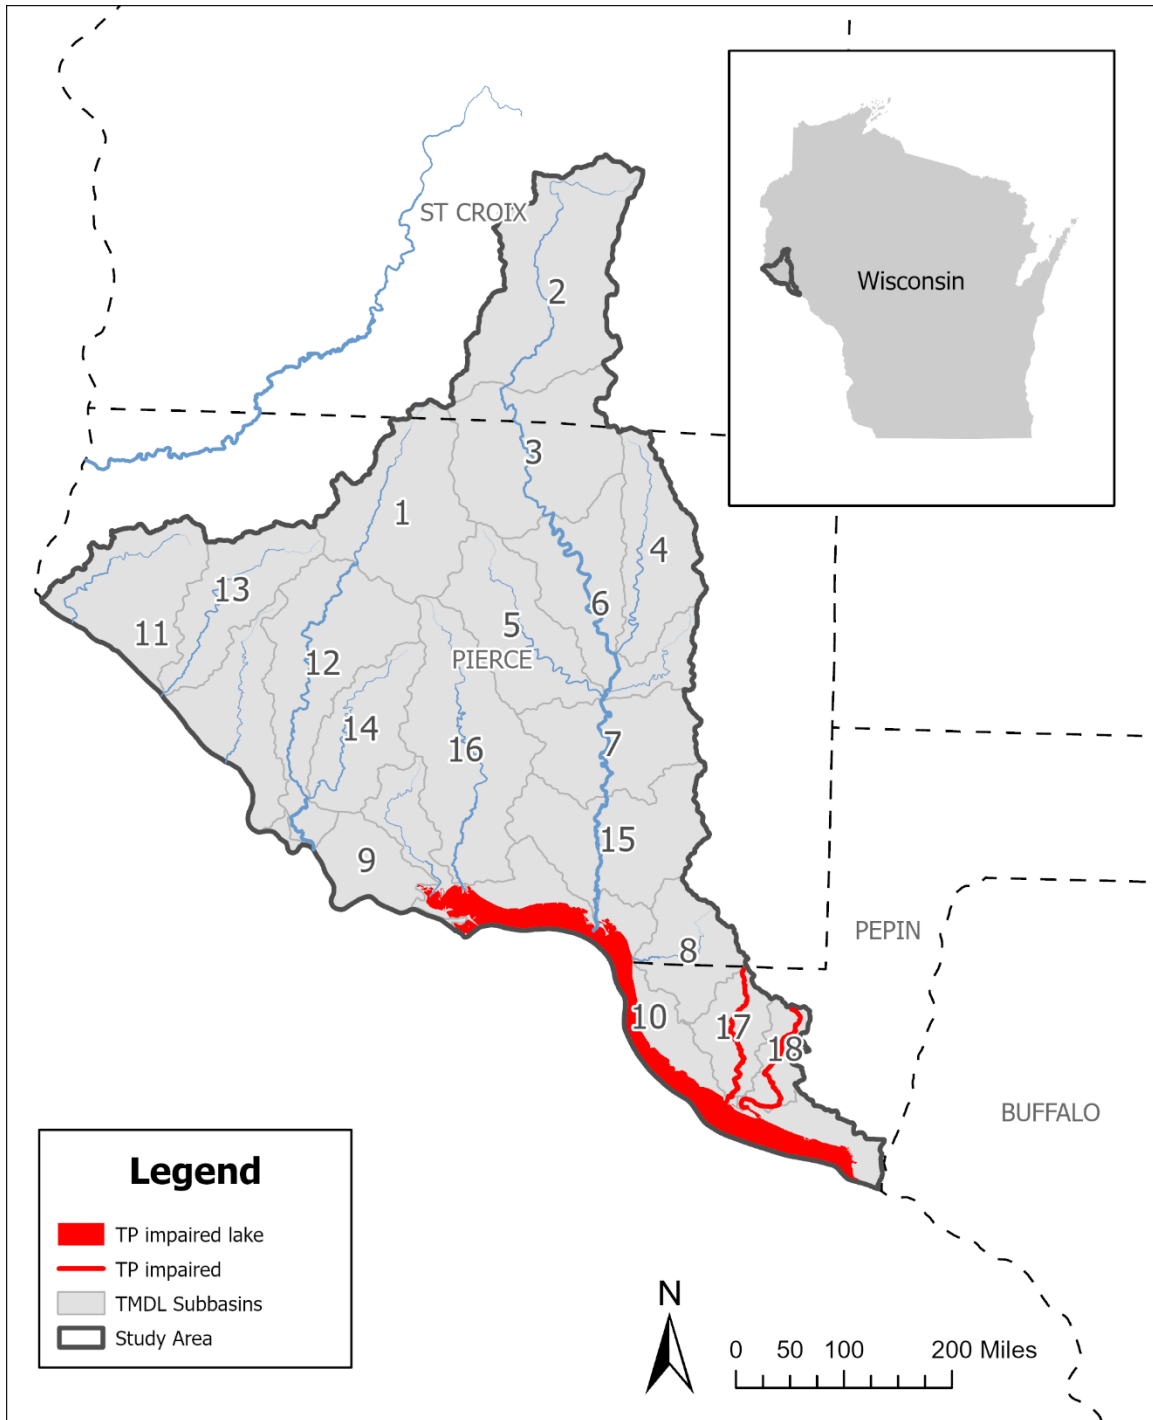 ST CROIX
2
Wisconsin
3
1
4
13
6
5
11
PIERCE
12
14
7
16
15
9
8
PEPIN
10
17
18
BUFFALO
Legend
TP impaired lake
TP impaired
TMDL Subbasins
Study Area
N
0 50 100 200 Miles